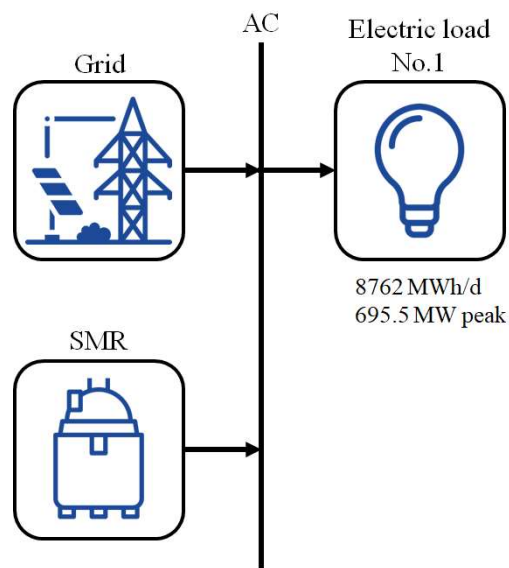 AC
Electric load
No.1
Grid
8762 MWh/d
695.5 MW peak
SMR